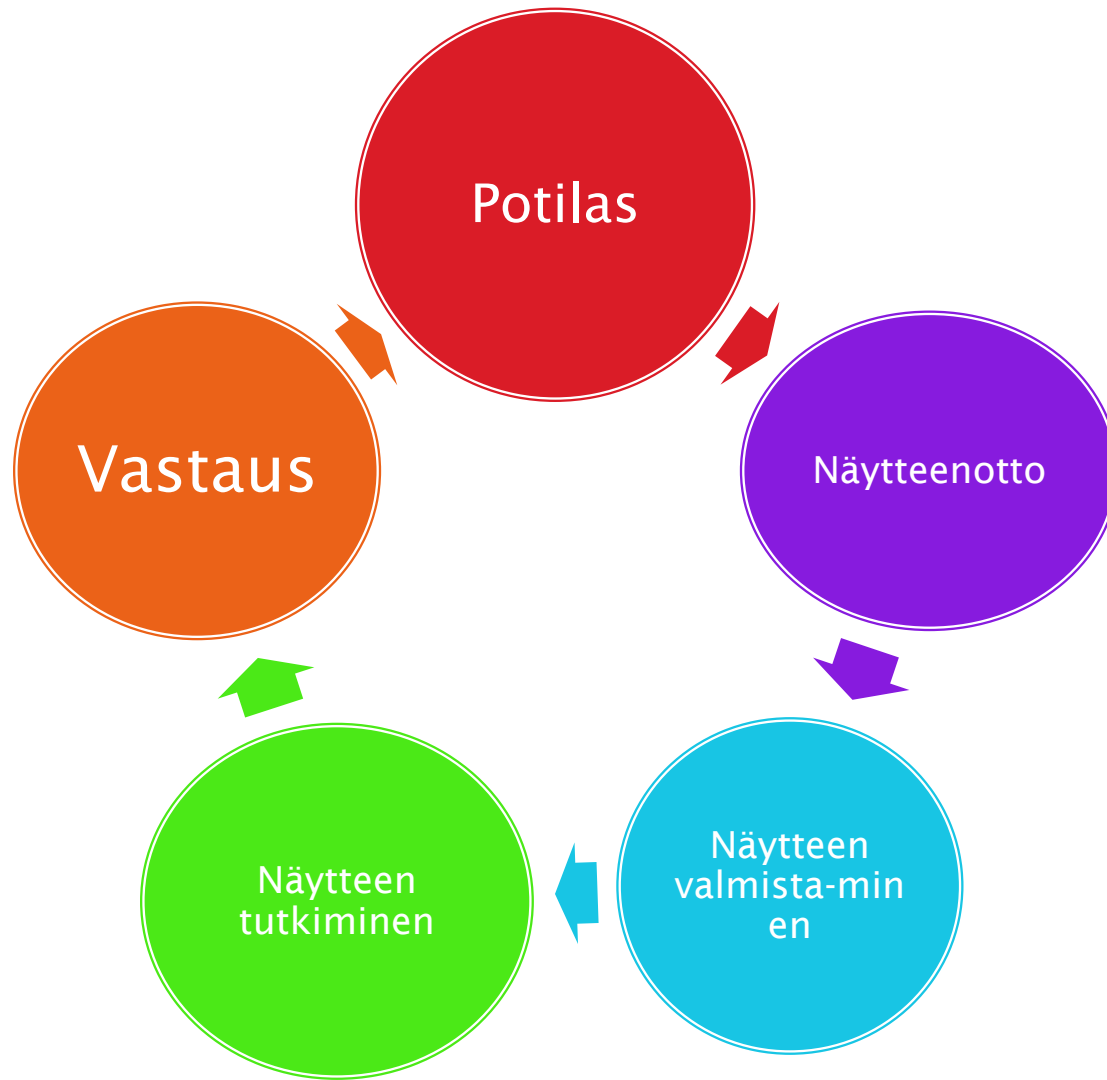 Potilas
Näytteenotto
Näytteen
valmista-min
en
Näytteen
tutkiminen
Vastaus